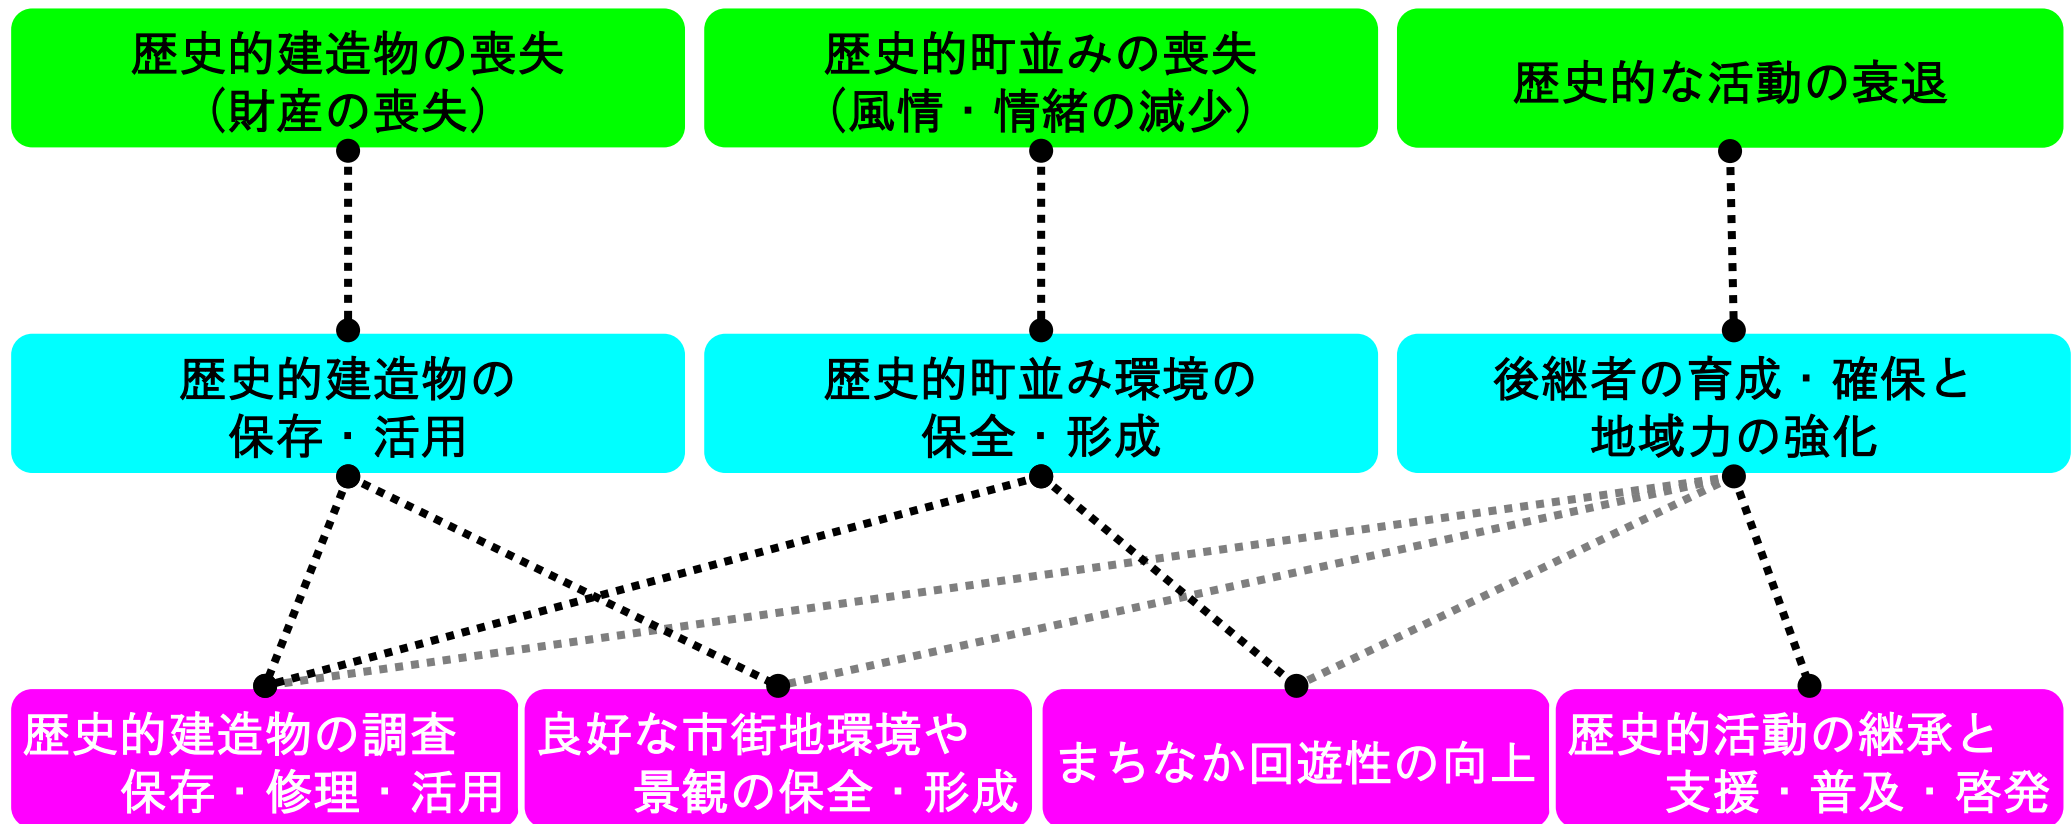 歴史的建造物の喪失
（財産の喪失）
歴史的町並みの喪失
（風情・情緒の減少）
歴史的な活動の衰退
歴史的建造物の
保存・活用
歴史的町並み環境の
保全・形成
後継者の育成・確保と
地域力の強化
歴史的建造物の調査
保存・修理・活用
良好な市街地環境や
景観の保全・形成
まちなか回遊性の向上
歴史的活動の継承と
支援・普及・啓発